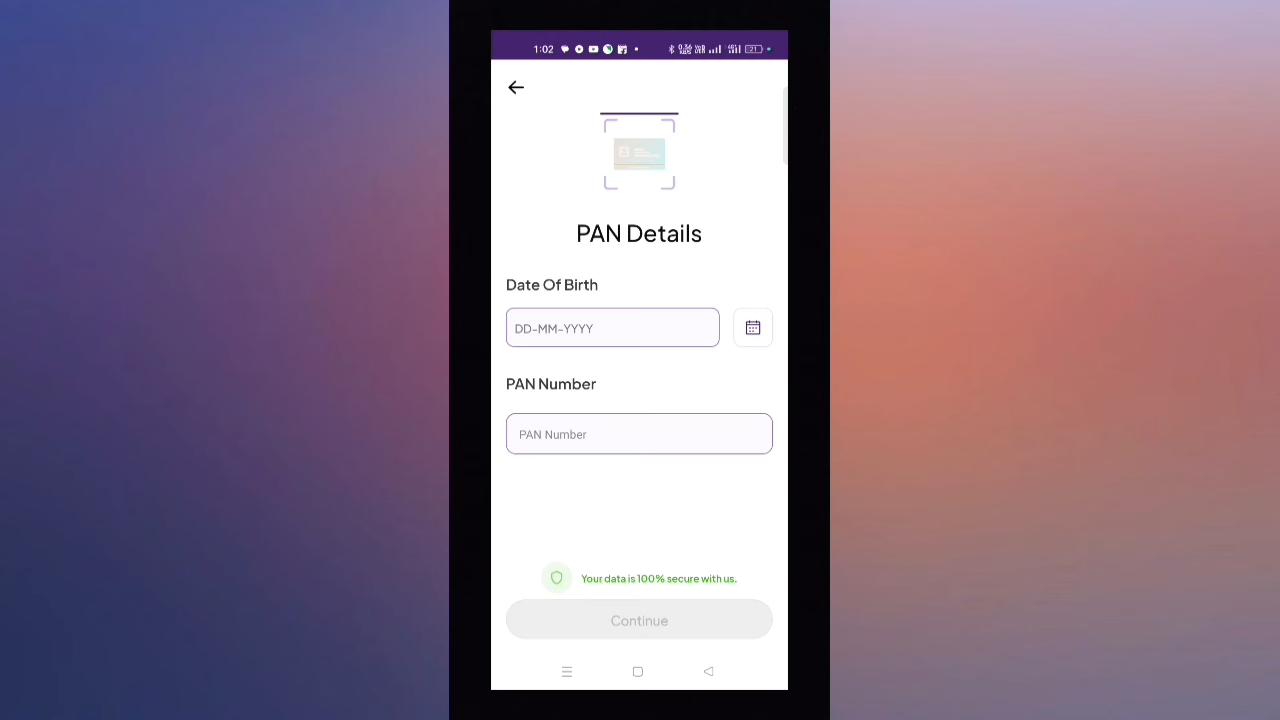 1:02
21
PAN Details
Date Of Birth
DD-MM-YYYY
PAN Number
PAN Number
Your data is 100% secure with us.
Continue